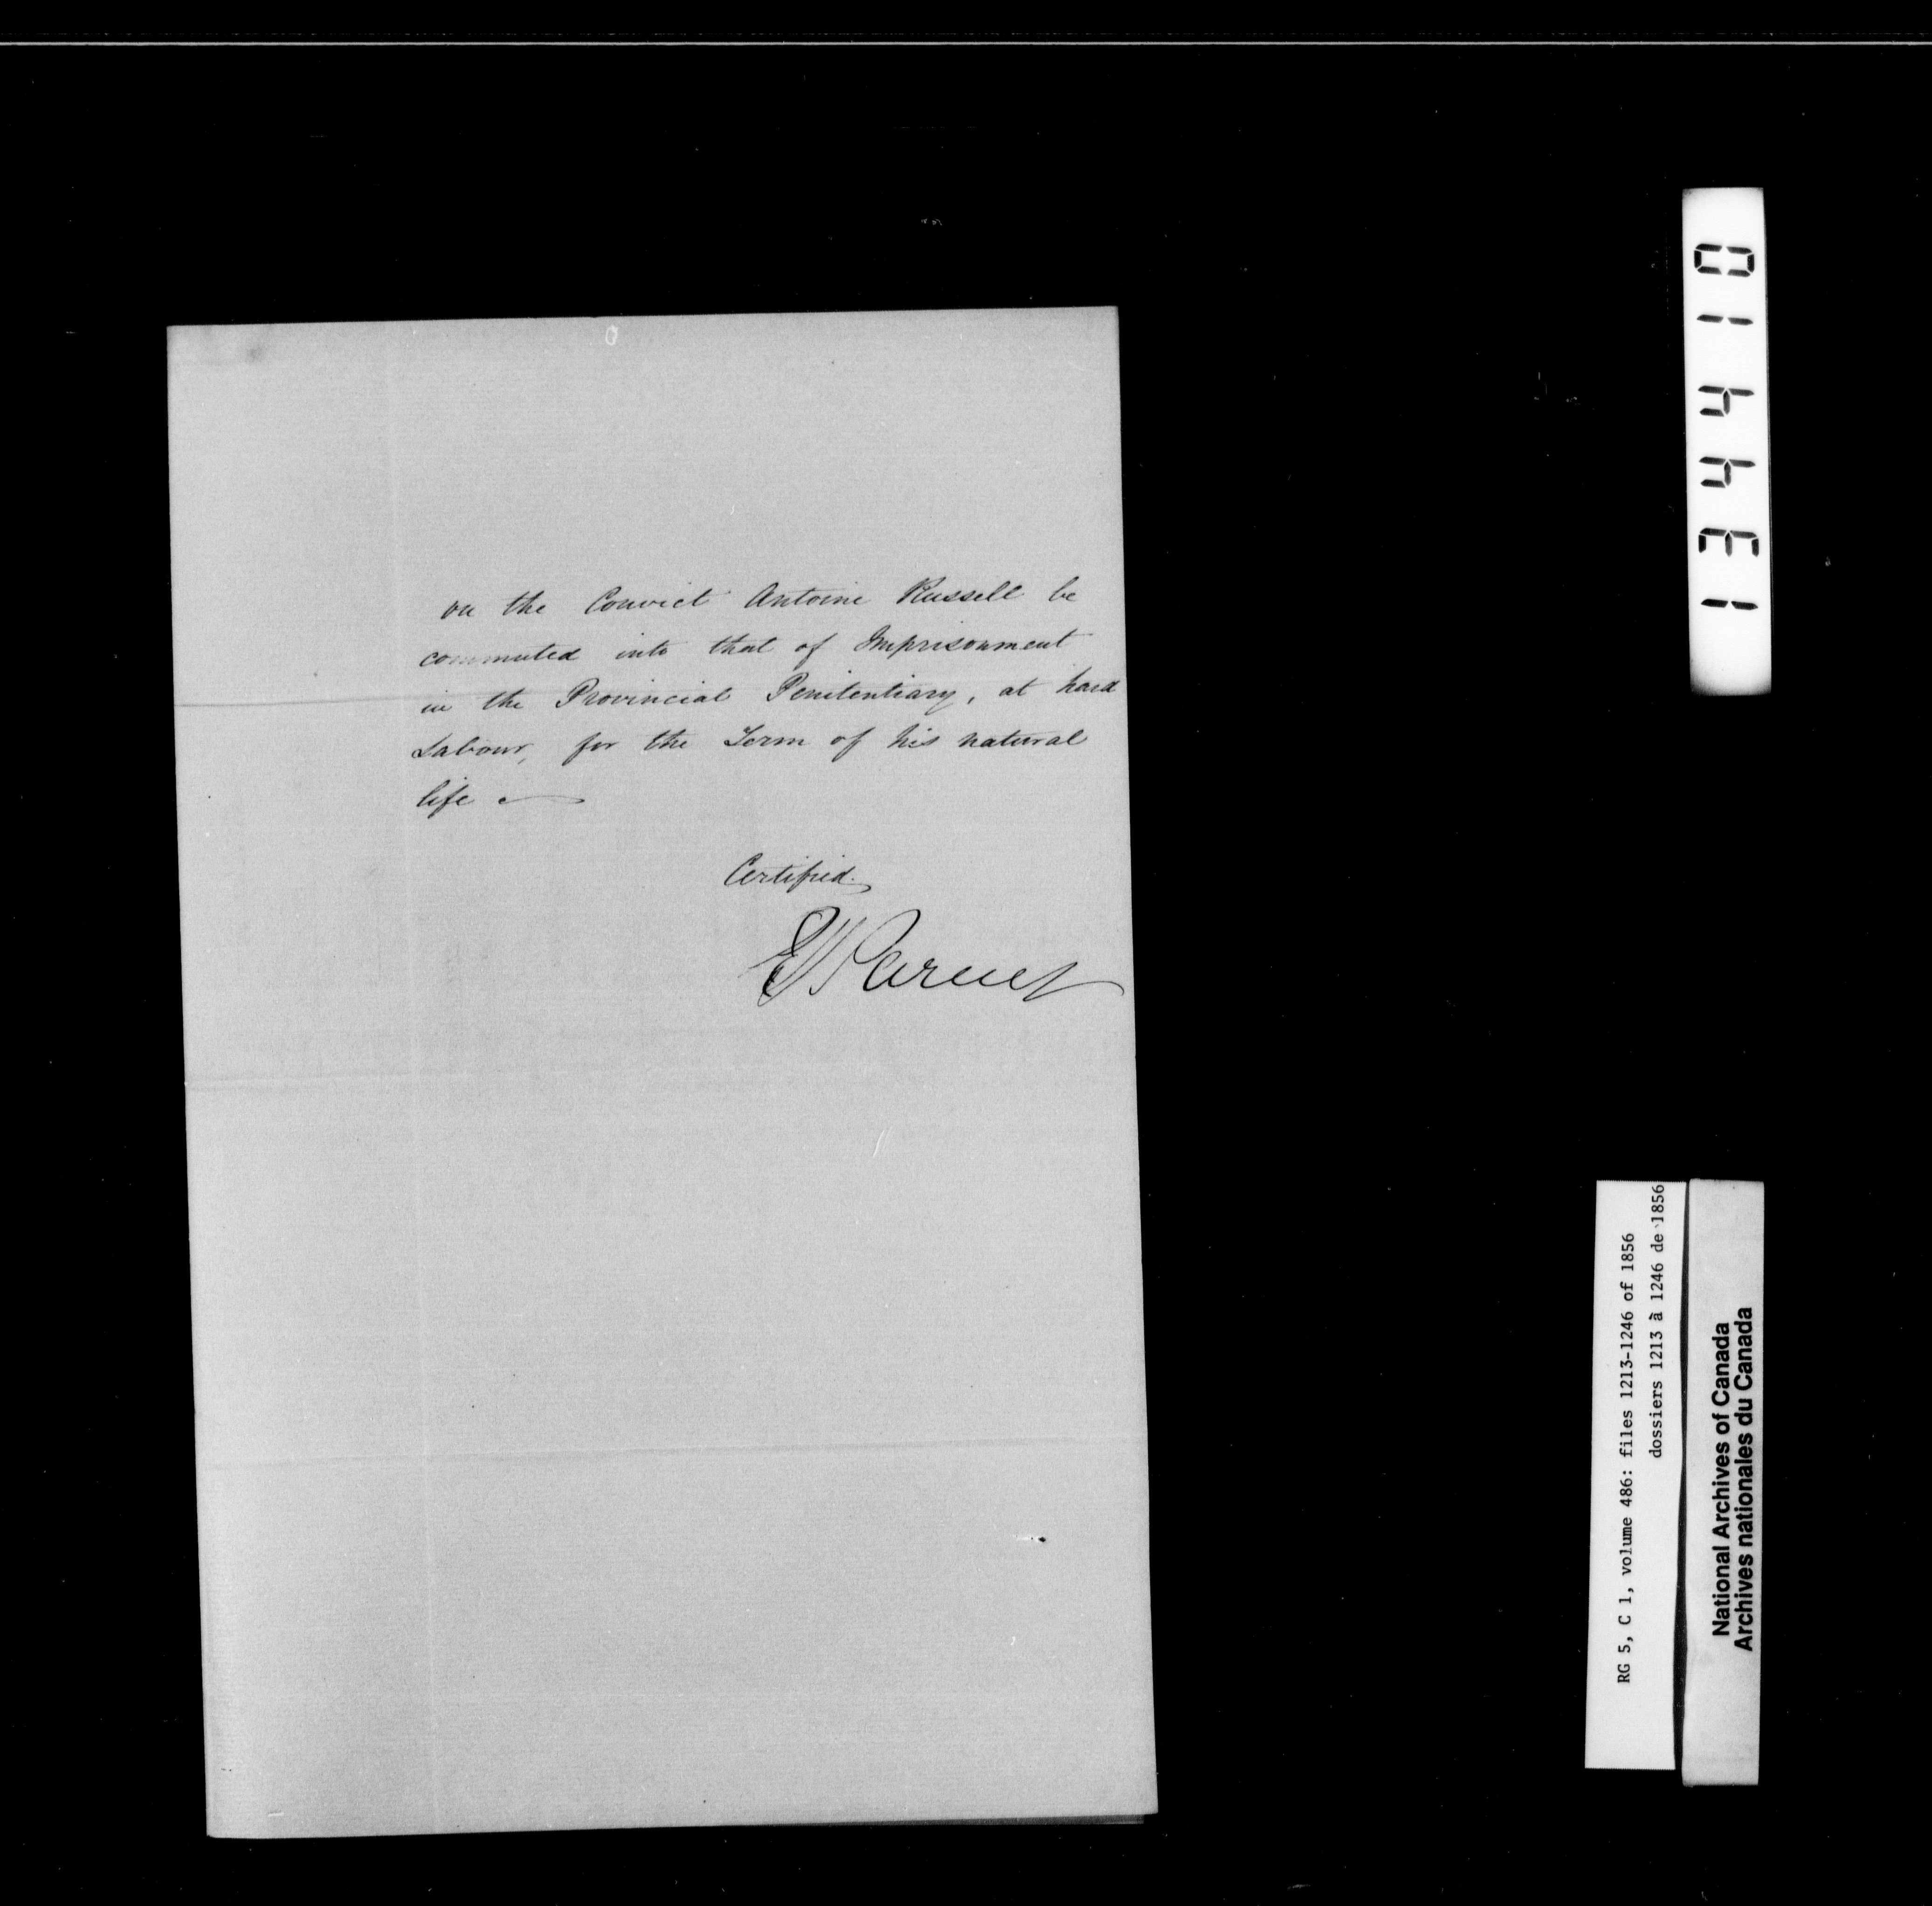 on the Convict Antoine Russell be
commuted into that of Imprisonment
in the Provincial Penitentiary, at hard
Labour, for the Term of his natural
life
Certified.
RG 5, C 1, volume 486: files 1213-1246 of 1856
dossiers 1213 à 1246 de 1856
National Archives of Canada
Archives nationales du Canada